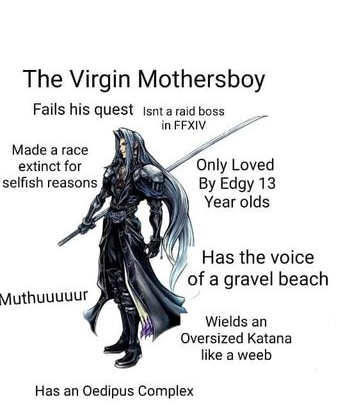 The Virgin Mothersboy
Fails his quest
Isnt a raid boss
in FFXIV
Made a race
extinct for
selfish reasons
Only Loved
By Edgy 13
Year olds
Has the voice
of a gravel beach
Muthuuuuur
Wields an
Oversized Katana
like a weeb
Has an Oedipus Complex